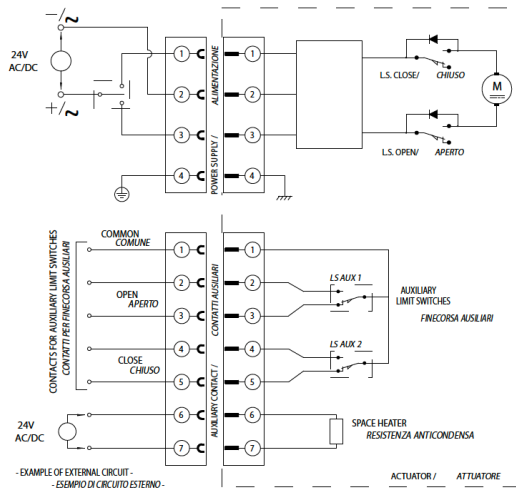 24V
AC/DC
1
2
3
4
POWER SUPPLY / ALIMENTAZIONE
1
2
3
4
L.S. CLOSE/ CHIUSO
M
L.S. OPEN/ APERTO
CONTACTS FOR AUXILIARY LIMIT SWITCHES
CONTATTI PER FINECORSA AUSILIARI
COMMON
COMUNE
OPEN
APERTO
CLOSE
CHIUSO
24V
AC/DC
1
2
3
4
5
6
7
AUXILIARY CONTACT / CONTATTI AUSILIARI
1
2
3
4
5
6
7
LS AUX 1
LS AUX 2
AUXILIARY
LIMIT SWITCHES
FINECORSA AUSILIARI
SPACE HEATER
RESISTENZA ANTICONDENSA
- EXAMPLE OF EXTERNAL CIRCUIT -
- ESEMPIO DI CIRCUITO ESTERNO -
ACTUATOR / ATTUATORE